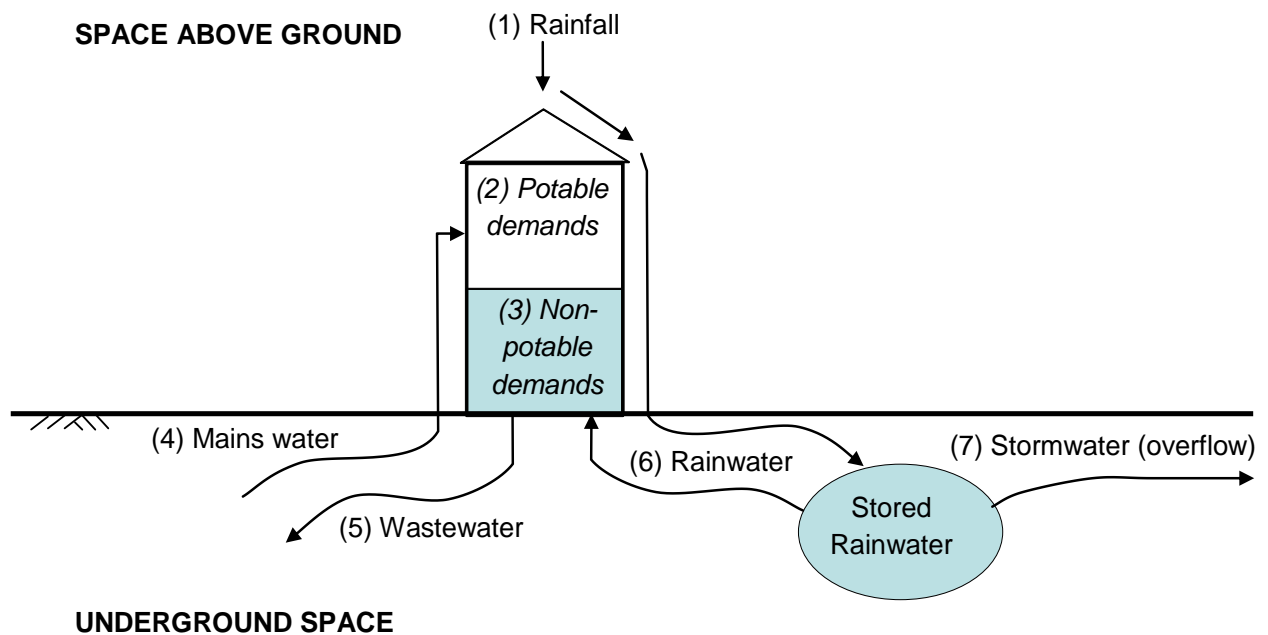 SPACE ABOVE GROUND
(1) Rainfall
(2) Potable
demands
(3) Non-
potable
demands
(4) Mains water
(5) Wastewater
(6) Rainwater
(7) Stormwater (overflow)
Stored
Rainwater
UNDERGROUND SPACE